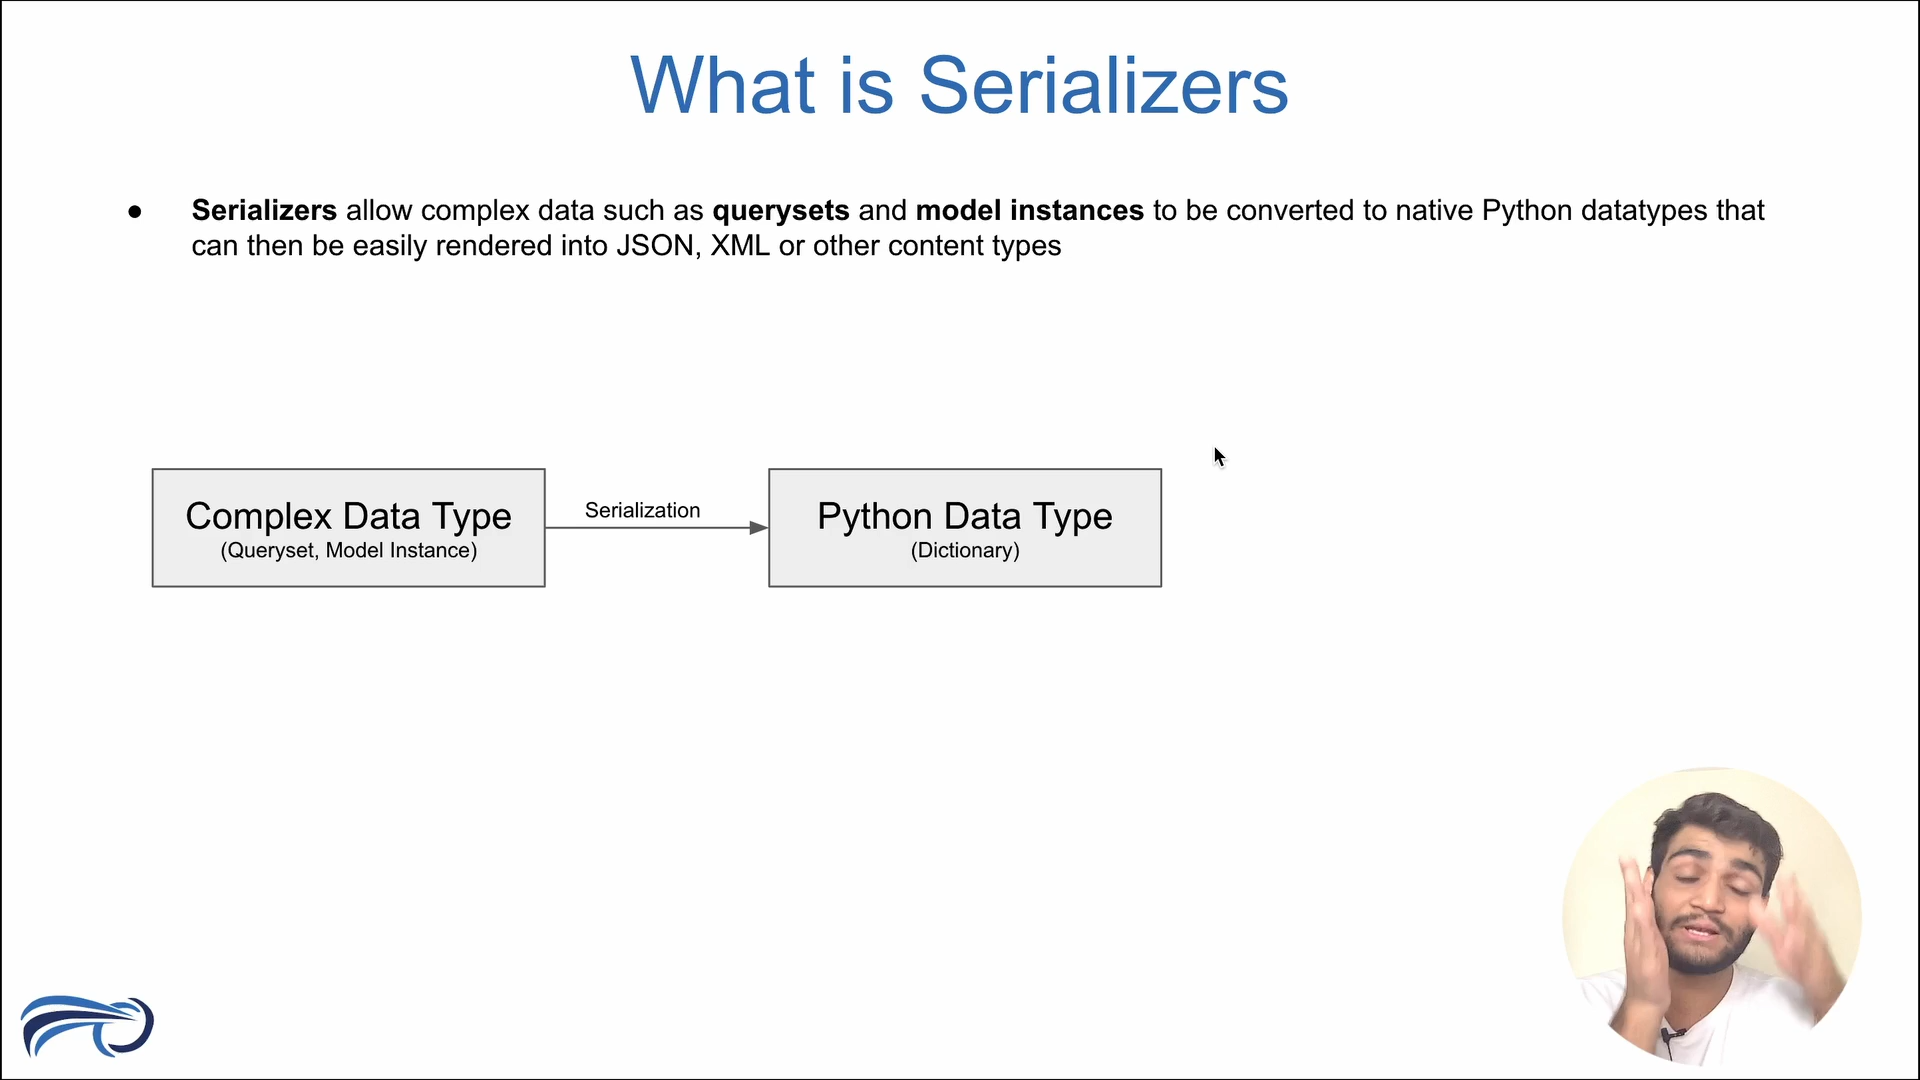 What is Serializers
● Serializers allow complex data such as querysets and model instances to be converted to native Python datatypes that
can then be easily rendered into JSON, XML or other content types
Complex Data Type
(Queryset, Model Instance)
Serialization
Python Data Type
(Dictionary)